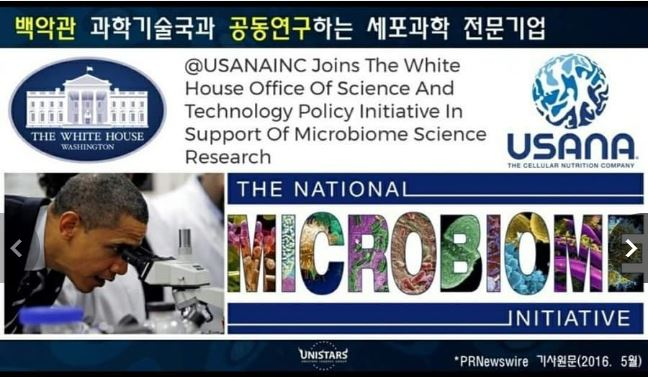 백악관 과학기술국과 공동연구하는 세포과학 전문기업
@USANAINC Joins The White
House Office Of Science And
Technology Policy Initiative In
Support Of Microbiome Science
Research
THE WHITE HOUSE
WASHINGTON
USANA
THE CELLULAR NUTRITION COMPANY
THE NATIONAL
MICROBIOME
INITIATIVE
UNISTARS
*PRNewswire 기사원문(2016. 5월)